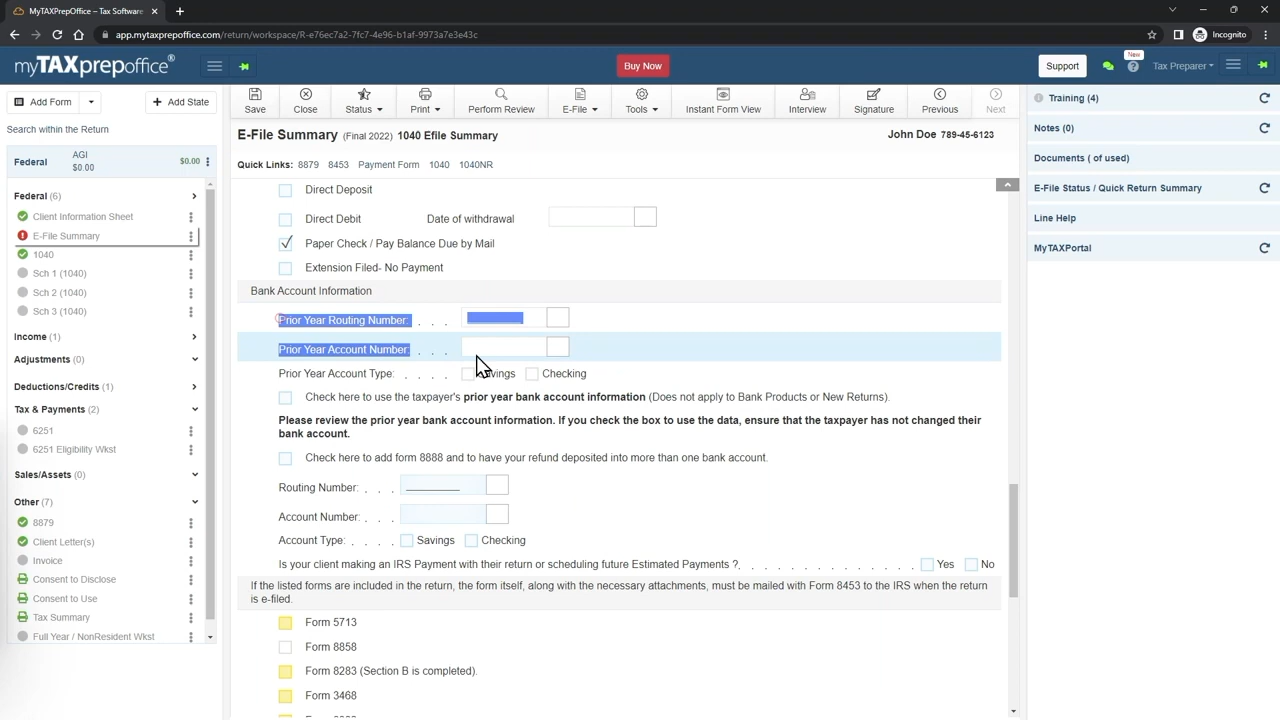 MyTAXPrepOffice – Tax Software
app.mytaxprepoffice.com/return/workspace/R-e76ec7a2-7fc7-4e96-b1af-9973a7e3e43c
Incognito
myTAXprepoffice®
Buy Now
Support
New
Tax Preparer
Add Form
Add State
Search within the Return
Federal
AGI
$0.00
$0.00
Federal (6)
Client Information Sheet
E-File Summary
1040
Sch 1 (1040)
Sch 2 (1040)
Sch 3 (1040)
Income (1)
Adjustments (0)
Deductions/Credits (1)
Tax & Payments (2)
6251
6251 Eligibility Wkst
Sales/Assets (0)
Other (7)
8879
Client Letter(s)
Invoice
Consent to Disclose
Consent to Use
Tax Summary
Full Year / NonResident Wkst
Save
Close
Status
Print
Perform Review
E-File
Tools
Instant Form View
Interview
Signature
Previous
Next
E-File Summary (Final 2022) 1040 Efile Summary
John Doe 789-45-6123
Quick Links: 8879 8453 Payment Form 1040 1040NR
Direct Deposit
Direct Debit Date of withdrawal
Paper Check / Pay Balance Due by Mail
Extension Filed- No Payment
Bank Account Information
Prior Year Routing Number: . . .
Prior Year Account Number: . . .
Prior Year Account Type: . . . . Savings Checking
Check here to use the taxpayer's prior year bank account information (Does not apply to Bank Products or New Returns).
Please review the prior year bank account information. If you check the box to use the data, ensure that the taxpayer has not changed their
bank account.
Check here to add form 8888 and to have your refund deposited into more than one bank account.
Routing Number: . . .
Account Number: . . .
Account Type: . . . . Savings Checking
Is your client making an IRS Payment with their return or scheduling future Estimated Payments ?. . . . . . . . . . . . . Yes No
If the listed forms are included in the return, the form itself, along with the necessary attachments, must be mailed with Form 8453 to the IRS when the return
is e-filed.
Form 5713
Form 8858
Form 8283 (Section B is completed).
Form 3468
Training (4)
Notes (0)
Documents ( of used)
E-File Status / Quick Return Summary
Line Help
MyTAXPortal